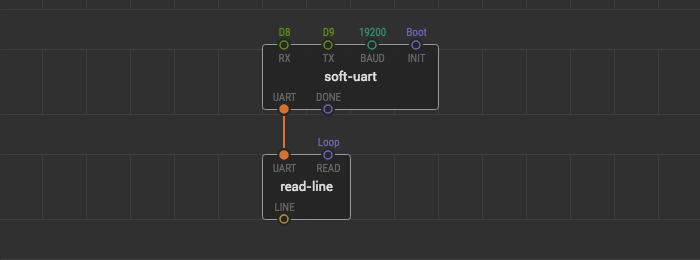 D8 D9 19200 Boot
RX TX BAUD INIT
soft-uart
UART DONE
Loop
UART READ
read-line
LINE